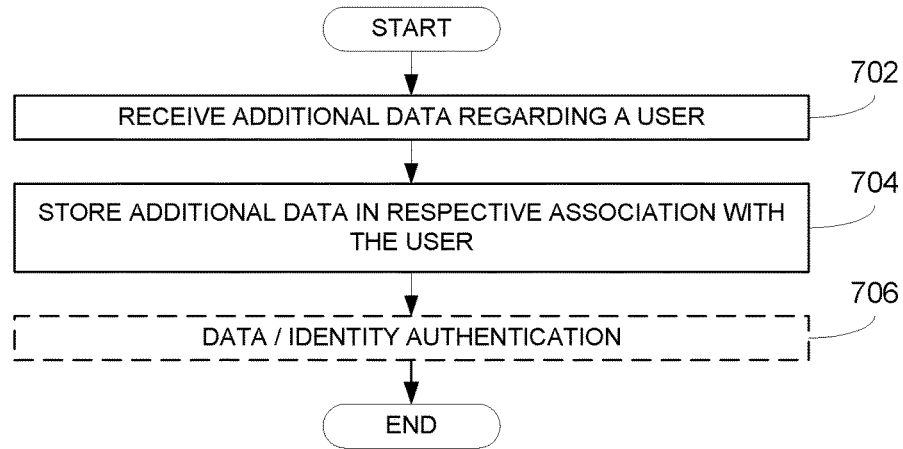 START
702
RECEIVE ADDITIONAL DATA REGARDING A USER
704
STORE ADDITIONAL DATA IN RESPECTIVE ASSOCIATION WITH
THE USER
706
DATA / IDENTITY AUTHENTICATION
END